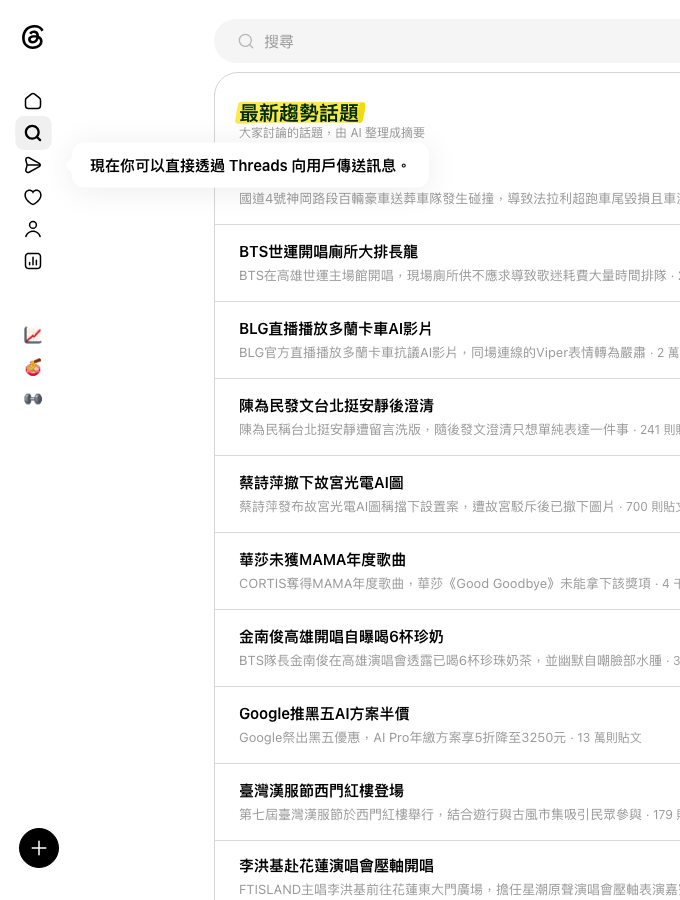 搜尋
最新趨勢話題
大家討論的話題，由 AI 整理成摘要
現在你可以直接透過 Threads 向用戶傳送訊息。
國道4號神岡路段百輛豪車送葬車隊發生碰撞，導致法拉利超跑車尾毀損且車
BTS世運開唱廁所大排長龍
BTS在高雄世運主場館開唱，現場廁所供不應求導致歌迷耗費大量時間排隊 ·
BLG直播播放多蘭卡車AI影片
BLG官方直播播放多蘭卡車抗議AI影片，同場連線的Viper表情轉為嚴肅 · 2 萬
陳為民發文台北挺安靜後澄清
陳為民稱台北挺安靜遭留言洗版，隨後發文澄清只想單純表達一件事 · 241 則
蔡詩萍撤下故宮光電AI圖
蔡詩萍發布故宮光電AI圖稱擋下設置案，遭故宮駁斥後已撤下圖片 · 700 則貼文
華莎未獲MAMA年度歌曲
CORTIS奪得MAMA年度歌曲，華莎《Good Goodbye》未能拿下該獎項 · 4 千
金南俊高雄開唱自曝喝6杯珍奶
BTS隊長金南俊在高雄演唱會透露已喝6杯珍珠奶茶，並幽默自嘲臉部水腫 · 3
Google推黑五AI方案半價
Google祭出黑五優惠，AI Pro年繳方案享5折降至3250元 · 13 萬則貼文
臺灣漢服節西門紅樓登場
第七屆臺灣漢服節於西門紅樓舉行，結合遊行與古風市集吸引民眾參與 · 179
李洪基赴花蓮演唱會壓軸開唱
FTISLAND主唱李洪基前往花蓮東大門廣場，擔任星潮原聲演唱會壓軸表演嘉